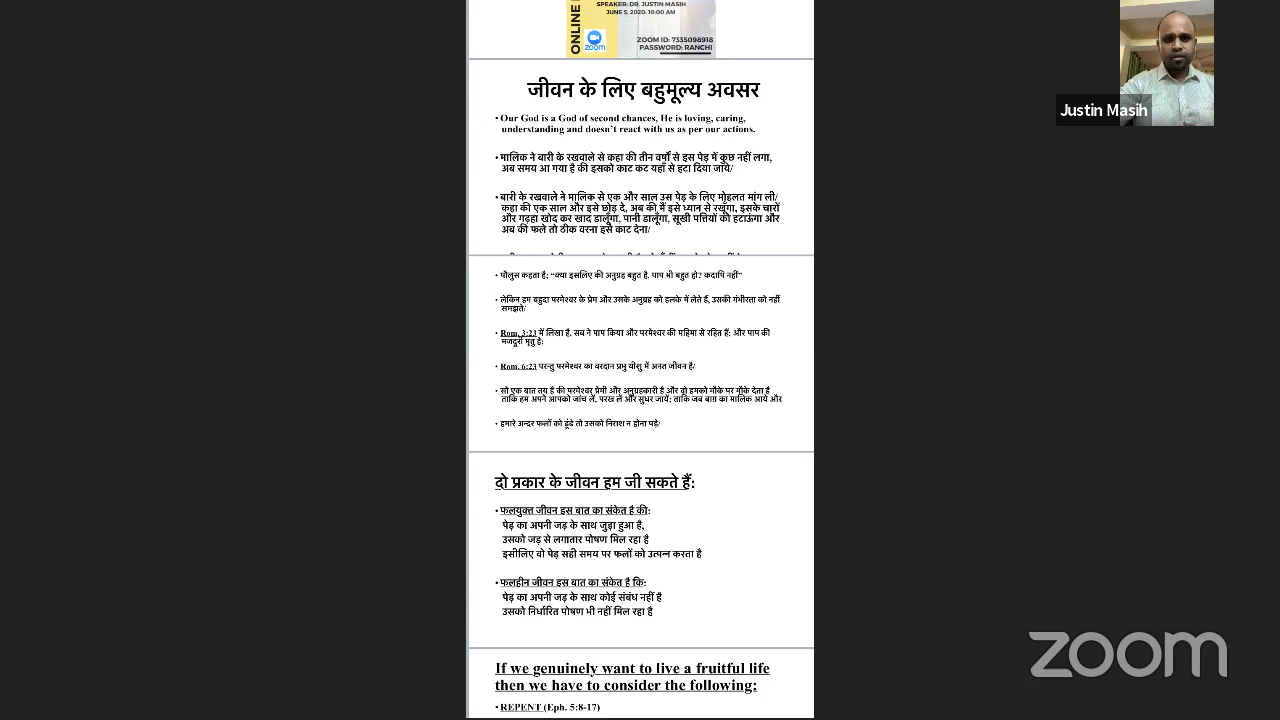 ONLINE
SPEAKER: DR. JUSTIN MASIH
JUNE 5, 2020. 10:00 AM
zoom
ZOOM ID: 7335098918
PASSWORD: RANCHI
जीवन के लिए बहुमूल्य अवसर
• Our God is a God of second chances, He is loving, caring,
understanding and doesn't react with us as per our actions.
• मालिक ने बारी के रखवाले से कहा की तीन वर्षों से इस पेड़ में कुछ नहीं लगा,
अब समय आ गया है की इसको काट कट यहाँ से हटा दिया जाये/
• बारी के रखवाले ने मालिक से एक और साल उस पेड़ के लिए मोहलत मांग ली/
कहा की एक साल और इसे छोड़ दे, अब की मैं इसे ध्यान से रखूँगा, इसके चारों
और गढ़हा खोद कर खाद डालूँगा, पानी डालूँगा, सूखी पत्तियों को हटाऊंगा और
अब की फले तो ठीक वरना इसे काट देना/
• पौलुस कहता है; “क्या इसलिए की अनुग्रह बहुत है, पाप भी बहुत हो? कदापि नहीं”
• लेकिन हम बहुदा परमेश्वर के प्रेम और उसके अनुग्रह को हलके में लेते हैं, उसकी गंभीरता को नहीं
समझते/
• Rom. 3:23 में लिखा है, सब ने पाप किया और परमेश्वर की महिमा से रहित हैं; और पाप की
मजदूरी मृतु है;
• Rom. 6:23 परन्तु परमेश्वर का वरदान प्रभु यीशु में अनत जीवन है/
• सो एक बात तय है की परमेश्वर प्रेमी और अनुग्रहकारी है और वो हमको मौके पर मौके देता है
ताकि हम अपने आपको जांच लें, परख लें और सुधर जायें; ताकि जब बाग़ का मालिक आये और
• हमारे अन्दर फलों को ढूंढे तो उसको निराश न होना पड़े/
दो प्रकार के जीवन हम जी सकते हैं:
• फलयुक्त जीवन इस बात का संकेत है की:
पेड़ का अपनी जड़ के साथ जुड़ा हुआ है,
उसको जड़ से लगातार पोषण मिल रहा है
इसीलिए वो पेड़ सही समय पर फलों को उत्पन्न करता है
• फलहीन जीवन इस बात का संकेत है कि:
पेड़ का अपनी जड़ के साथ कोई संबंध नहीं है
उसको निर्धारित पोषण भी नहीं मिल रहा है
If we genuinely want to live a fruitful life
then we have to consider the following:
• REPENT (Eph. 5:8-17)
Justin Masih
zoom